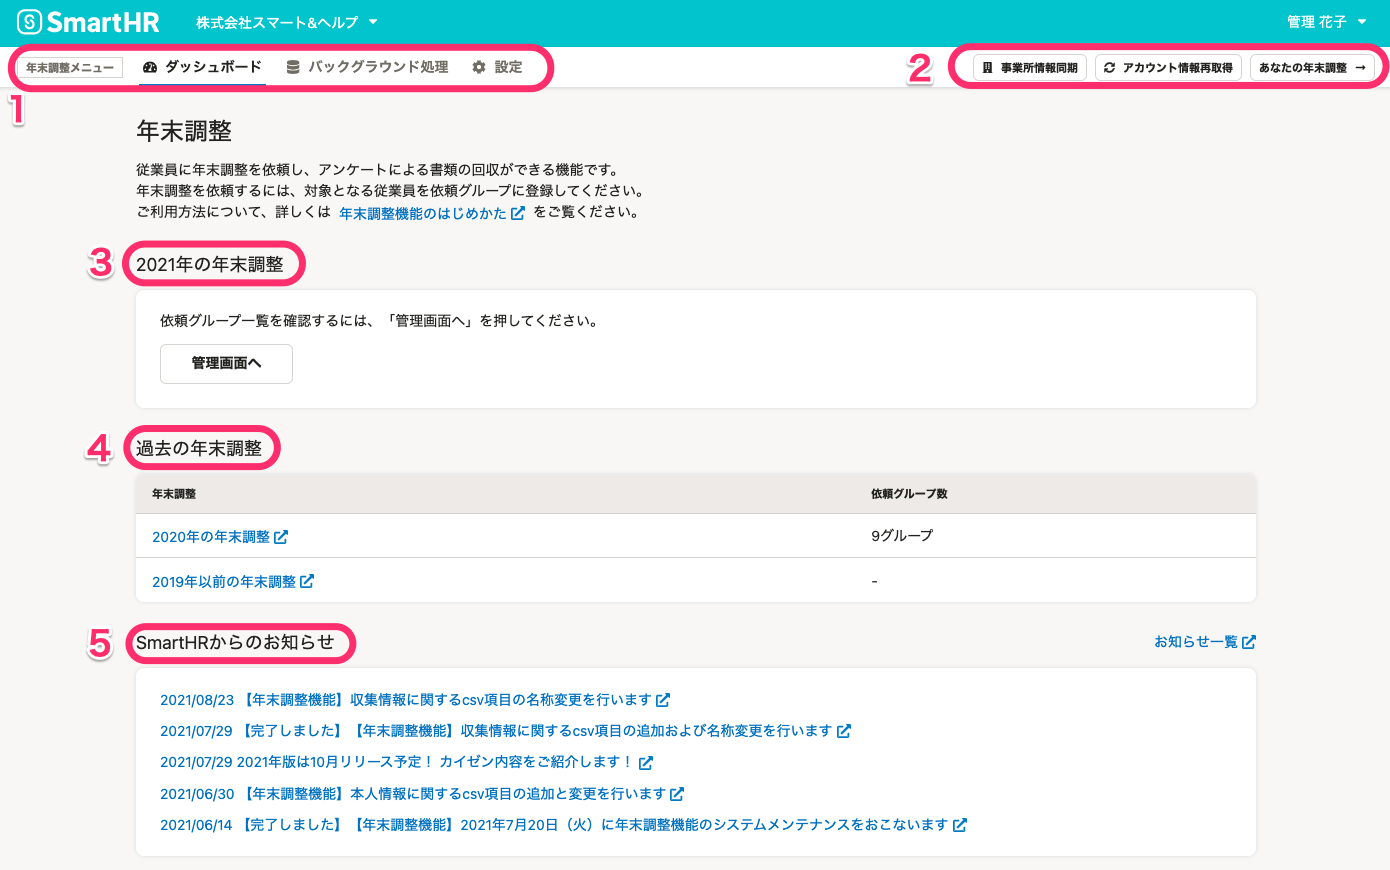 SmartHR 株式会社スマート&ヘルプ 管理 花子
年末調整メニュー ダッシュボード バックグラウンド処理 設定 2 事業所情報同期 アカウント情報再取得 あなたの年末調整 →
1
年末調整
従業員に年末調整を依頼し、アンケートによる書類の回収ができる機能です。
年末調整を依頼するには、対象となる従業員を依頼グループに登録してください。
ご利用方法について、詳しくは 年末調整機能のはじめかた をご覧ください。
3 2021年の年末調整
依頼グループ一覧を確認するには、「管理画面へ」を押してください。
管理画面へ
4 過去の年末調整
年末調整 依頼グループ数
2020年の年末調整 9グループ
2019年以前の年末調整 -
5 SmartHRからのお知らせ お知らせ一覧
2021/08/23 【年末調整機能】収集情報に関するcsv項目の名称変更を行います
2021/07/29 【完了しました】【年末調整機能】収集情報に関するcsv項目の追加および名称変更を行います
2021/07/29 2021年版は10月リリース予定！ カイゼン内容をご紹介します！
2021/06/30 【年末調整機能】本人情報に関するcsv項目の追加と変更を行います
2021/06/14 【完了しました】【年末調整機能】2021年7月20日（火）に年末調整機能のシステムメンテナンスをおこないます